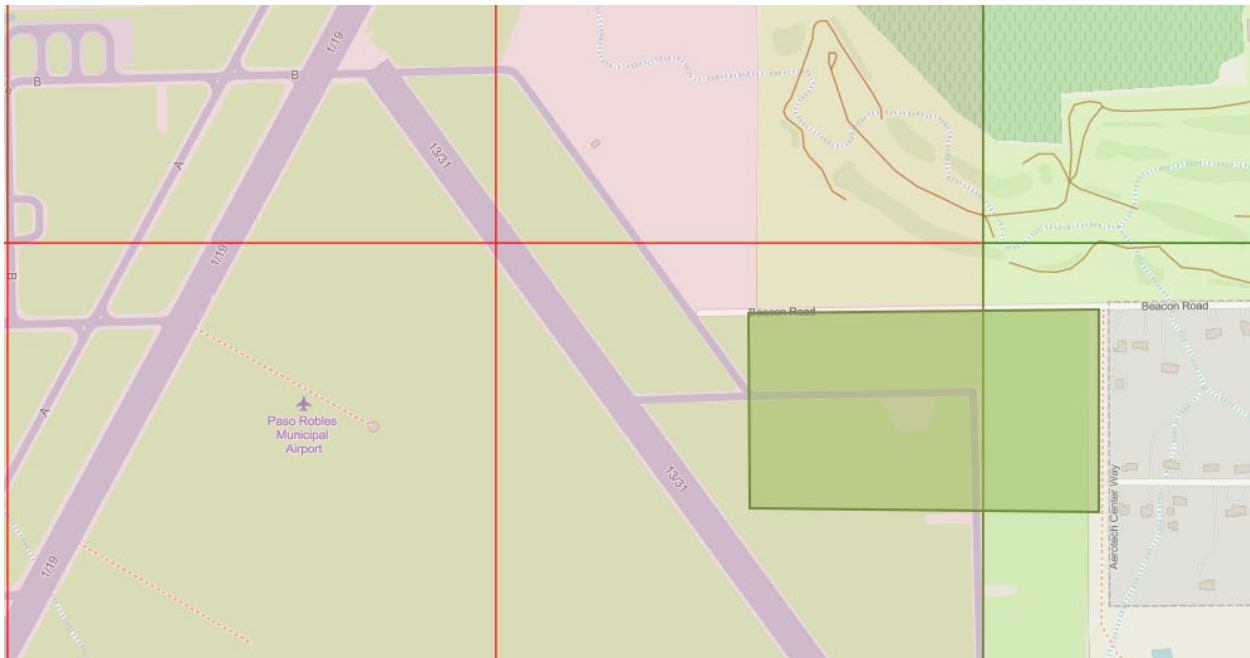 1/19
B
B
13/31
A
1/19
B
Beacon Road
Beacon Road
A
Paso Robles
Municipal
Airport
13/31
Aerotech Center Way
1/19